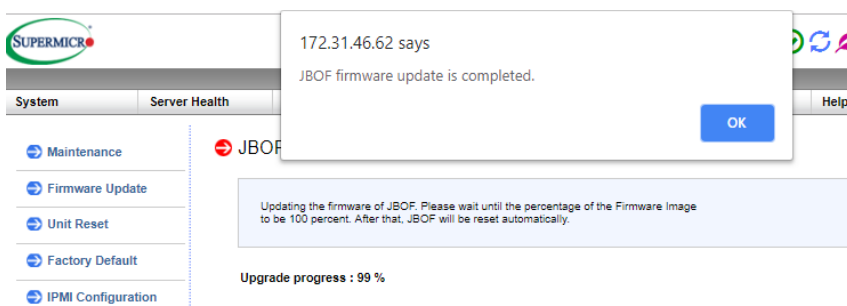 SUPERMICR
172.31.46.62 says
JBOF firmware update is completed.
OK
System Server Health Help
Maintenance
JBOF
Firmware Update
Updating the firmware of JBOF. Please wait until the percentage of the Firmware Image
to be 100 percent. After that, JBOF will be reset automatically.
Unit Reset
Factory Default
Upgrade progress : 99 %
IPMI Configuration